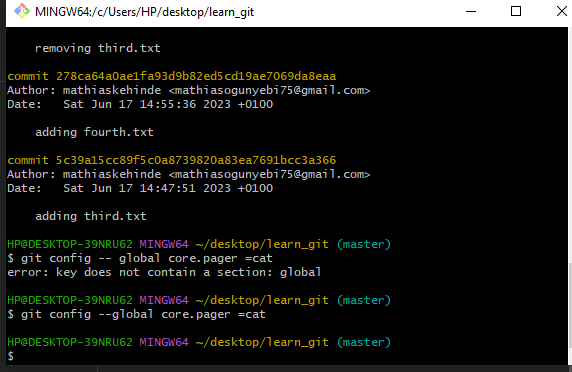 MINGW64:/c/Users/HP/desktop/learn_git
removing third.txt
commit 278ca64a0ae1fa93d9b82ed5cd19ae7069da8eaa
Author: mathiaskehinde <mathiasogunyebi75@gmail.com>
Date:   Sat Jun 17 14:55:36 2023 +0100
adding fourth.txt
commit 5c39a15cc89f5c0a8739820a83ea7691bcc3a366
Author: mathiaskehinde <mathiasogunyebi75@gmail.com>
Date:   Sat Jun 17 14:47:51 2023 +0100
adding third.txt
HP@DESKTOP-39NRU62 MINGW64 ~/desktop/learn_git (master)
$ git config -- global core.pager =cat
error: key does not contain a section: global
HP@DESKTOP-39NRU62 MINGW64 ~/desktop/learn_git (master)
$ git config --global core.pager =cat
HP@DESKTOP-39NRU62 MINGW64 ~/desktop/learn_git (master)
$